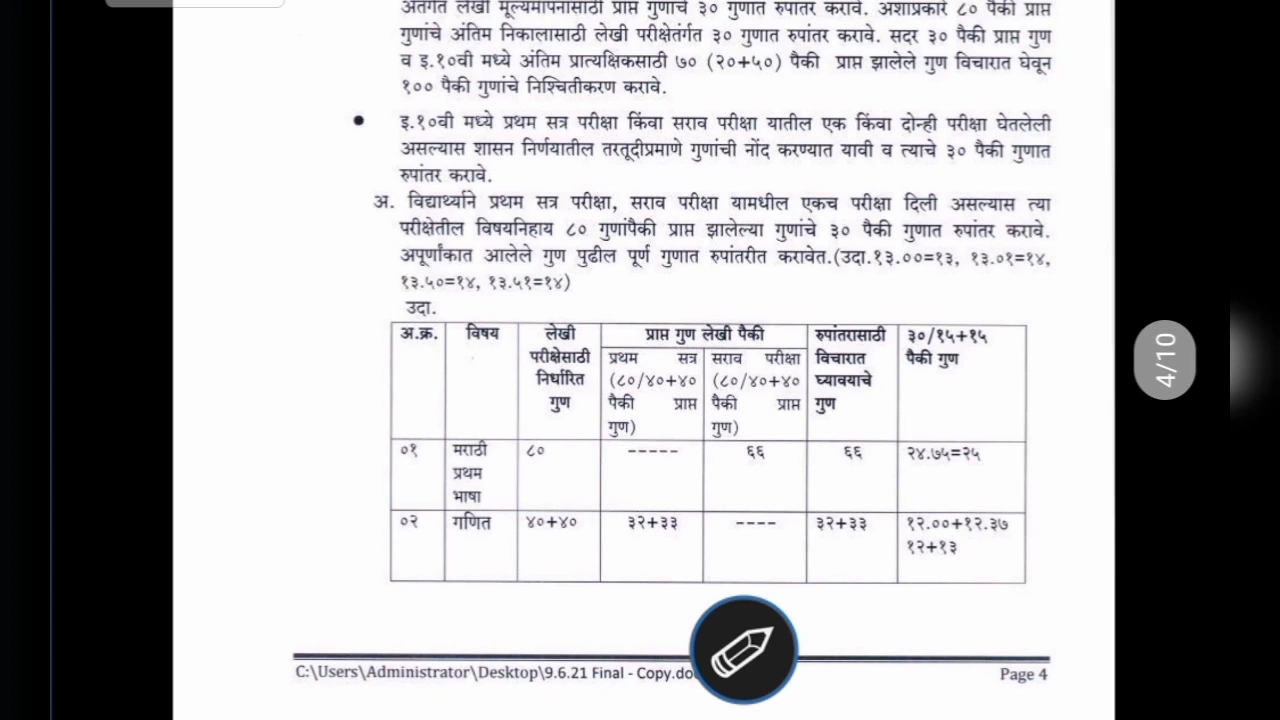 अंतर्गत लेखी मूल्यमापनासाठी प्राप्त गुणांचे ३० गुणात रुपांतर करावे. अशाप्रकारे ८० पैकी प्राप्त
गुणांचे अंतिम निकालासाठी लेखी परीक्षेतंर्गत ३० गुणात रुपांतर करावे. सदर ३० पैकी प्राप्त गुण
व इ.१०वी मध्ये अंतिम प्रात्यक्षिकसाठी ७० (२०+५०) पैकी प्राप्त झालेले गुण विचारात घेवून
१०० पैकी गुणांचे निश्चितीकरण करावे.
● इ.१०वी मध्ये प्रथम सत्र परीक्षा किंवा सराव परीक्षा यातील एक किंवा दोन्ही परीक्षा घेतलेली
असल्यास शासन निर्णयातील तरतूदीप्रमाणे गुणांची नोंद करण्यात यावी व त्याचे ३० पैकी गुणात
रुपांतर करावे.
अ. विद्यार्थ्याने प्रथम सत्र परीक्षा, सराव परीक्षा यामधील एकच परीक्षा दिली असल्यास त्या
परीक्षेतील विषयनिहाय ८० गुणांपैकी प्राप्त झालेल्या गुणांचे ३० पैकी गुणात रुपांतर करावे.
अपूर्णांकात आलेले गुण पुढील पूर्ण गुणात रुपांतरीत करावेत.(उदा.१३.००=१३, १३.०१=१४,
१३.५०=१४, १३.५१=१४)
उदा.
अ.क्र. विषय लेखी परीक्षेसाठी निर्धारित गुण प्राप्त गुण लेखी पैकी रुपांतरासाठी विचारात घ्यावयाचे गुण ३०/१५+१५ पैकी गुण
प्रथम सत्र (८०/४०+४० पैकी प्राप्त गुण) सराव परीक्षा (८०/४०+४० पैकी प्राप्त गुण)
०१ मराठी प्रथम भाषा ८० ----- ६६ ६६ २४.७५=२५
०२ गणित ४०+४० ३२+३३ ---- ३२+३३ १२.००+१२.३७
१२+१३
C:\Users\Administrator\Desktop\9.6.21 Final - Copy.do Page 4
4/10